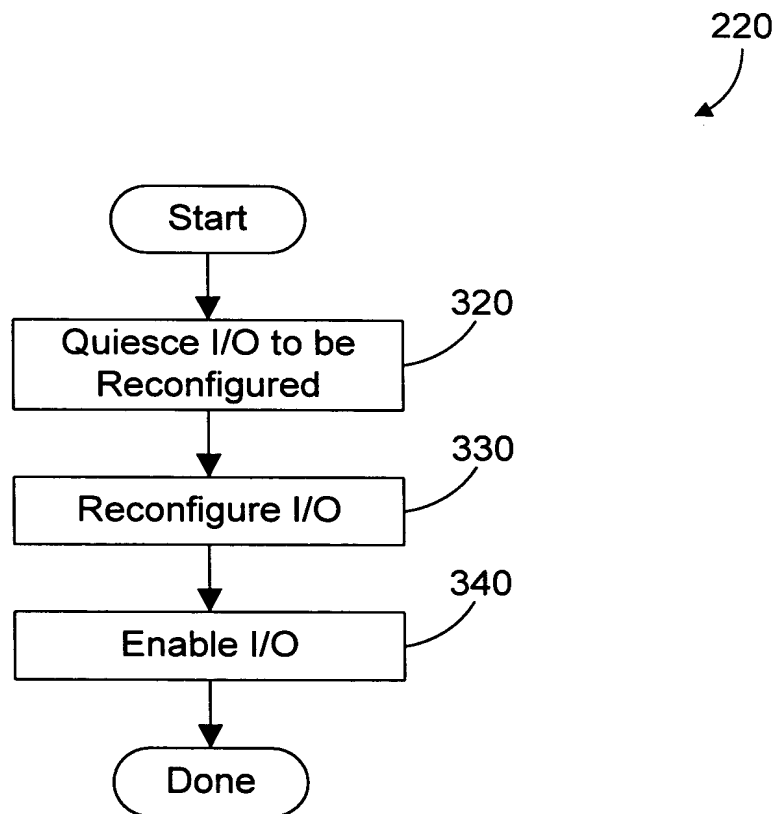 220
Start
320
Quiesce I/O to be
Reconfigured
330
Reconfigure I/O
340
Enable I/O
Done